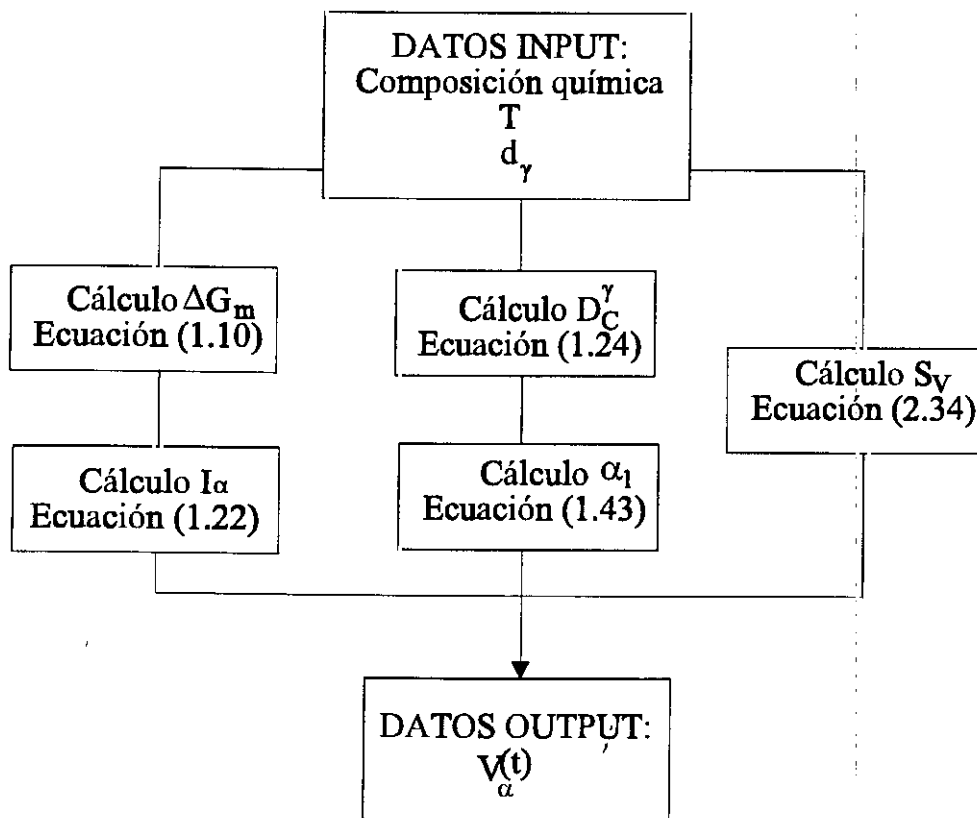 DATOS INPUT:
Composición química
T
dγ
Cálculo ΔGm
Ecuación (1.10)
Cálculo DCγ
Ecuación (1.24)
Cálculo SV
Ecuación (2.34)
Cálculo Iα
Ecuación (1.22)
Cálculo α1
Ecuación (1.43)
DATOS OUTPUT:
Vα(t)